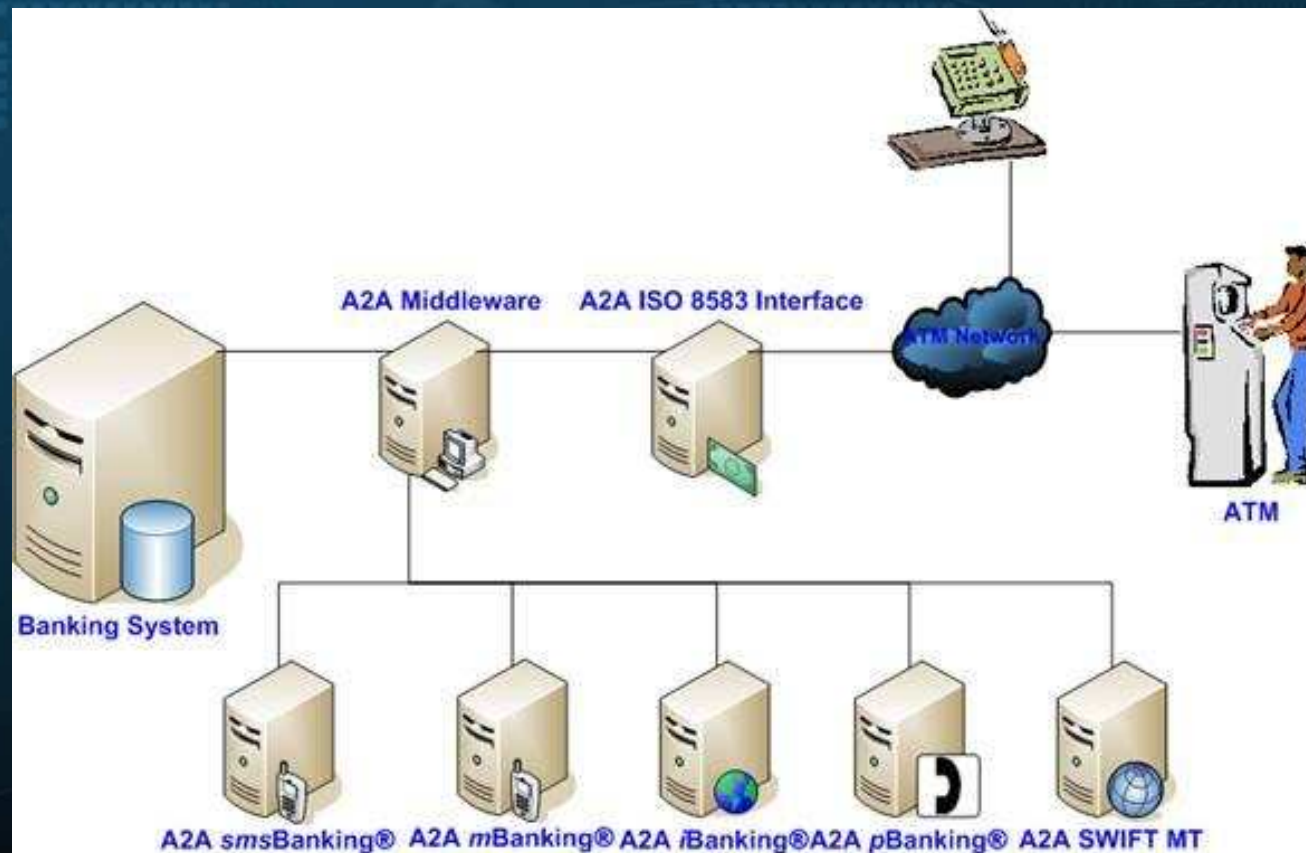 A2A Middleware
A2A ISO 8583 Interface
ATM Network
ATM
Banking System
A2A smsBanking®
A2A mBanking®
A2A iBanking®
A2A pBanking®
A2A SWIFT MT